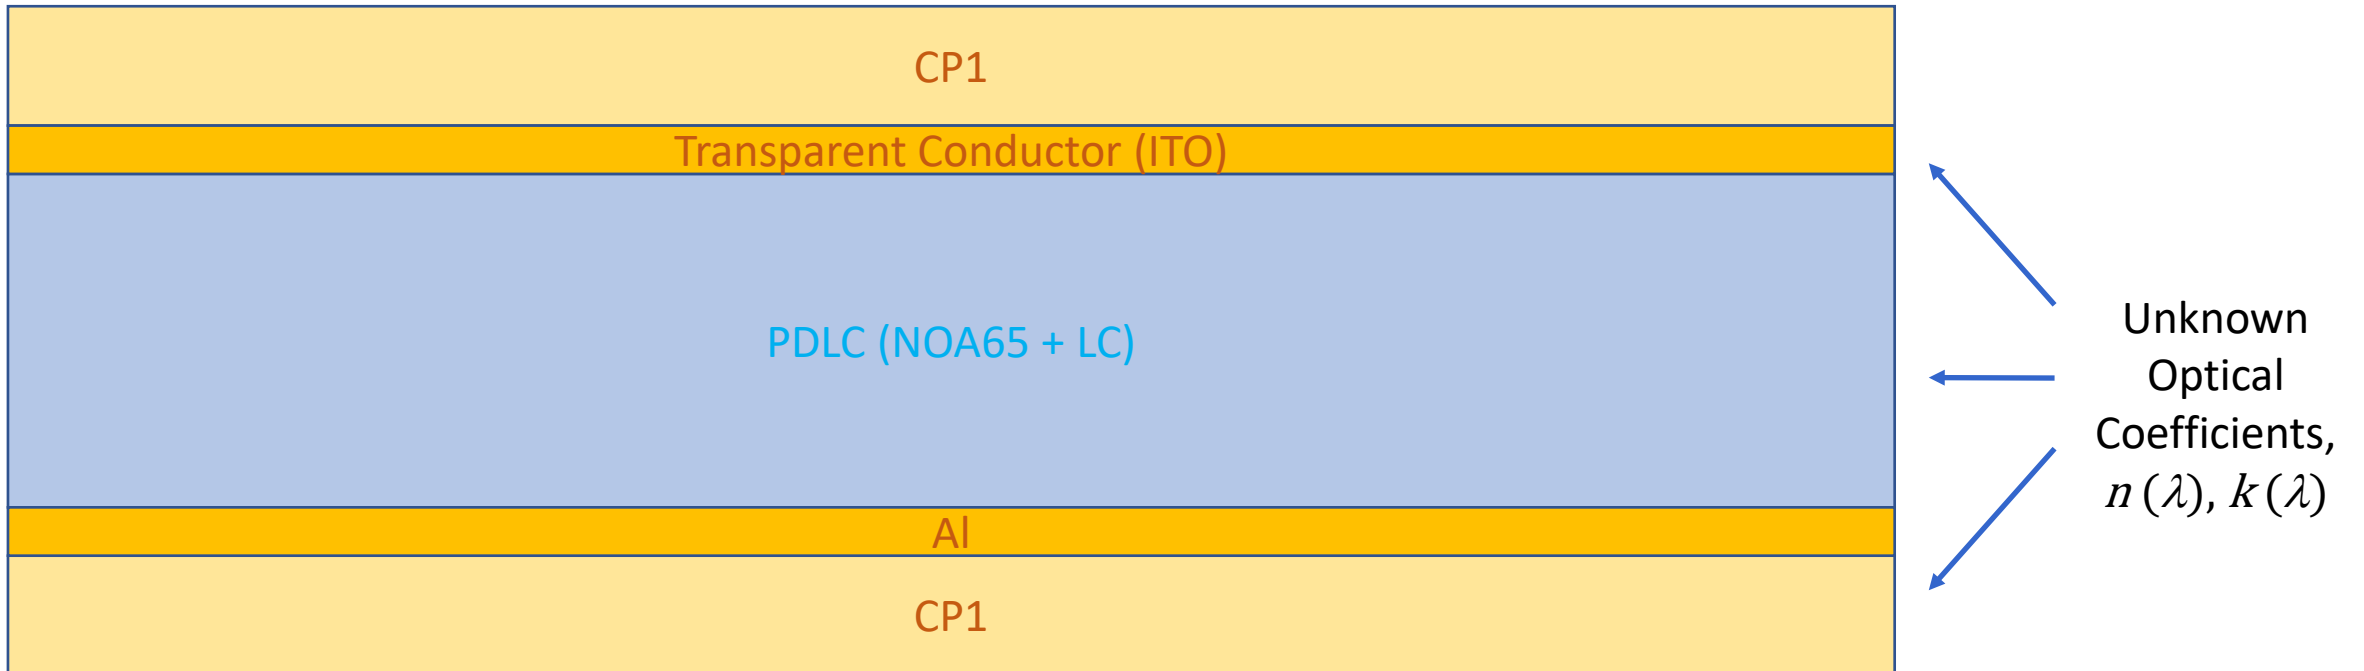 CP1
Transparent Conductor (ITO)
PDLC (NOA65 + LC)
Al
CP1
Unknown
Optical
Coefficients,
n (λ), k (λ)